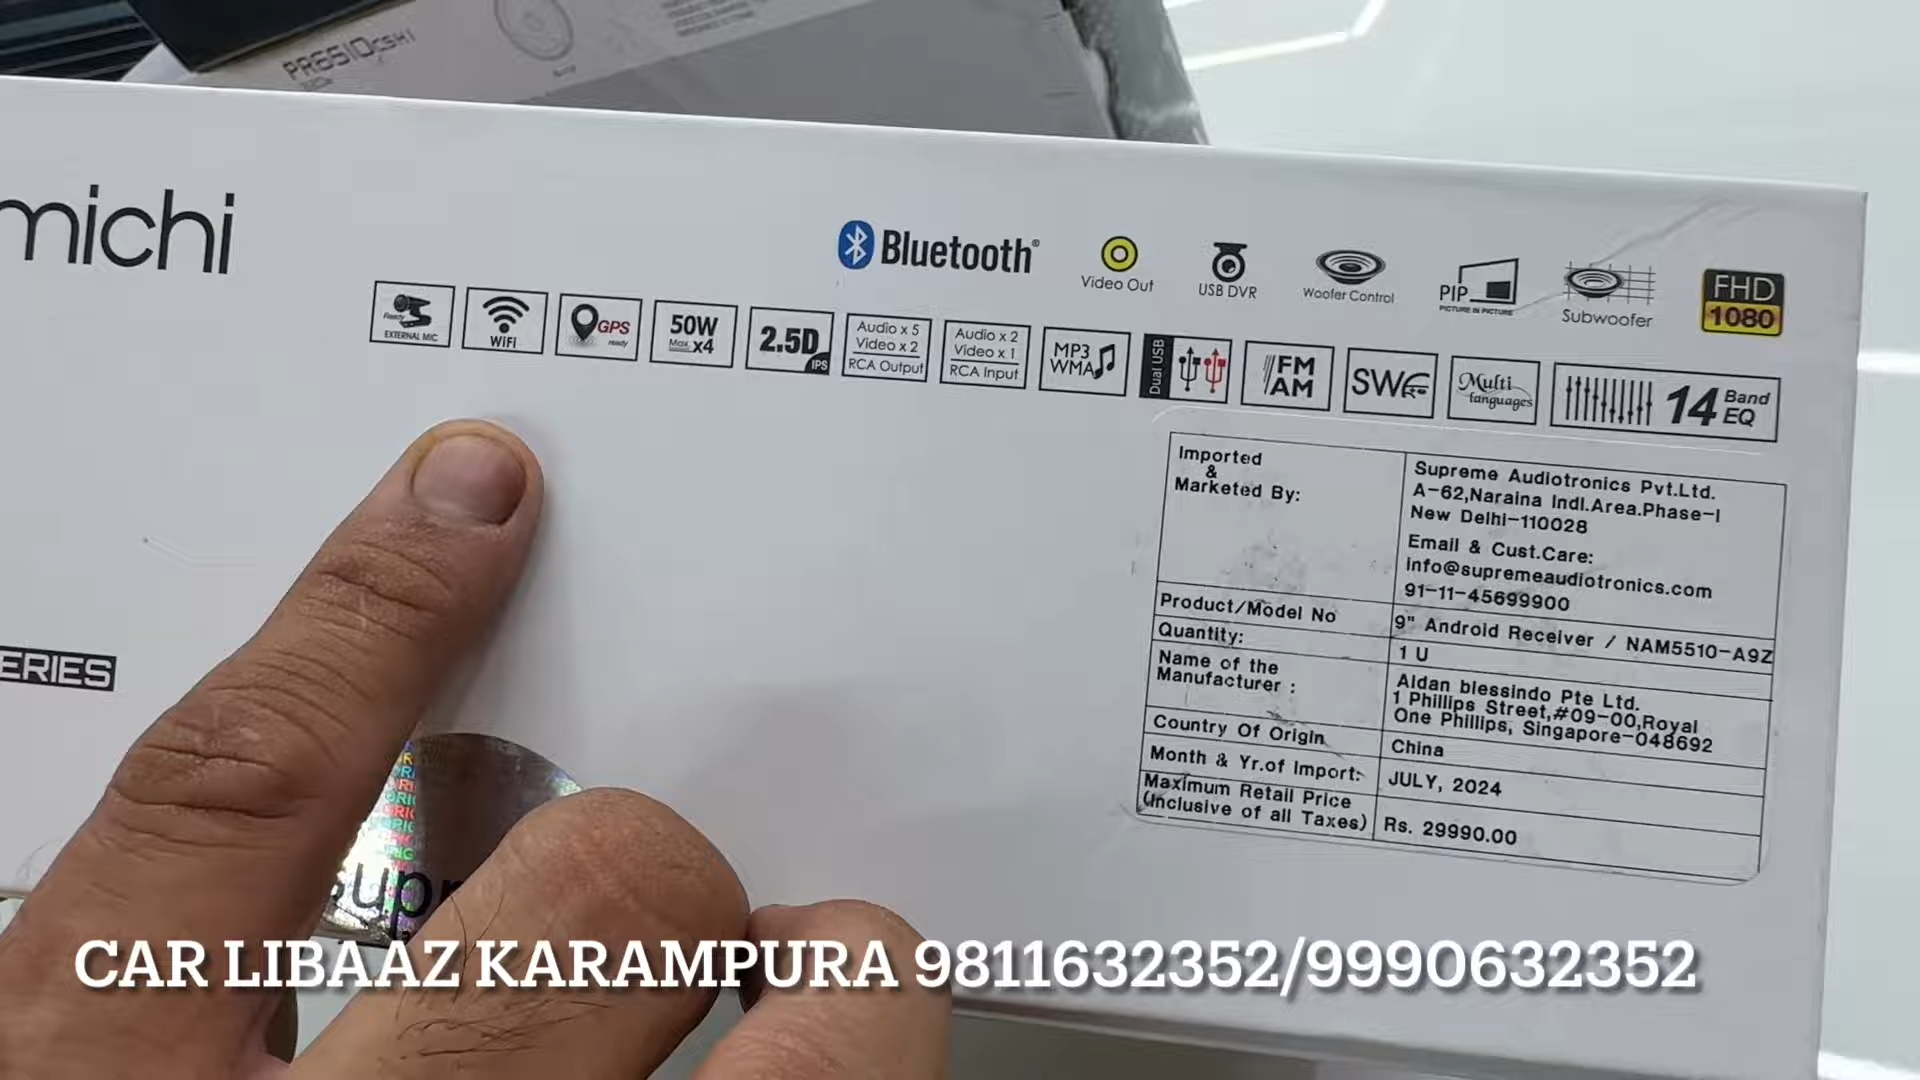 PR6510CSHI
michi
Bluetooth®
Video Out
USB DVR
Woofer Control
PIP
PICTURE IN PICTURE
Subwoofer
FHD
1080
Ready
EXTERNAL MIC
WiFi
GPS
ready
50W
Max x4
2.5D
IPS
Audio x 5
Video x 2
RCA Output
Audio x 2
Video x 1
RCA Input
MP3
WMA
Dual USB
FM
AM
SWC
Multi
languages
14 Band
EQ
Imported
&
Marketed By:
Supreme Audiotronics Pvt.Ltd.
A-62,Naraina Indl.Area.Phase-I
New Delhi-110028
Email & Cust.Care:
info@supremeaudiotronics.com
91-11-45699900
Product/Model No
9" Android Receiver / NAM5510-A9Z
Quantity:
1 U
Name of the
Manufacturer :
Aldan blessindo Pte Ltd.
1 Phillips Street,#09-00,Royal
One Phillips, Singapore-048692
Country Of Origin
China
Month & Yr.of Import:
JULY, 2024
Maximum Retail Price
(Inclusive of all Taxes)
Rs. 29990.00
ERIES
Supr
CAR LIBAAZ KARAMPURA 9811632352/9990632352